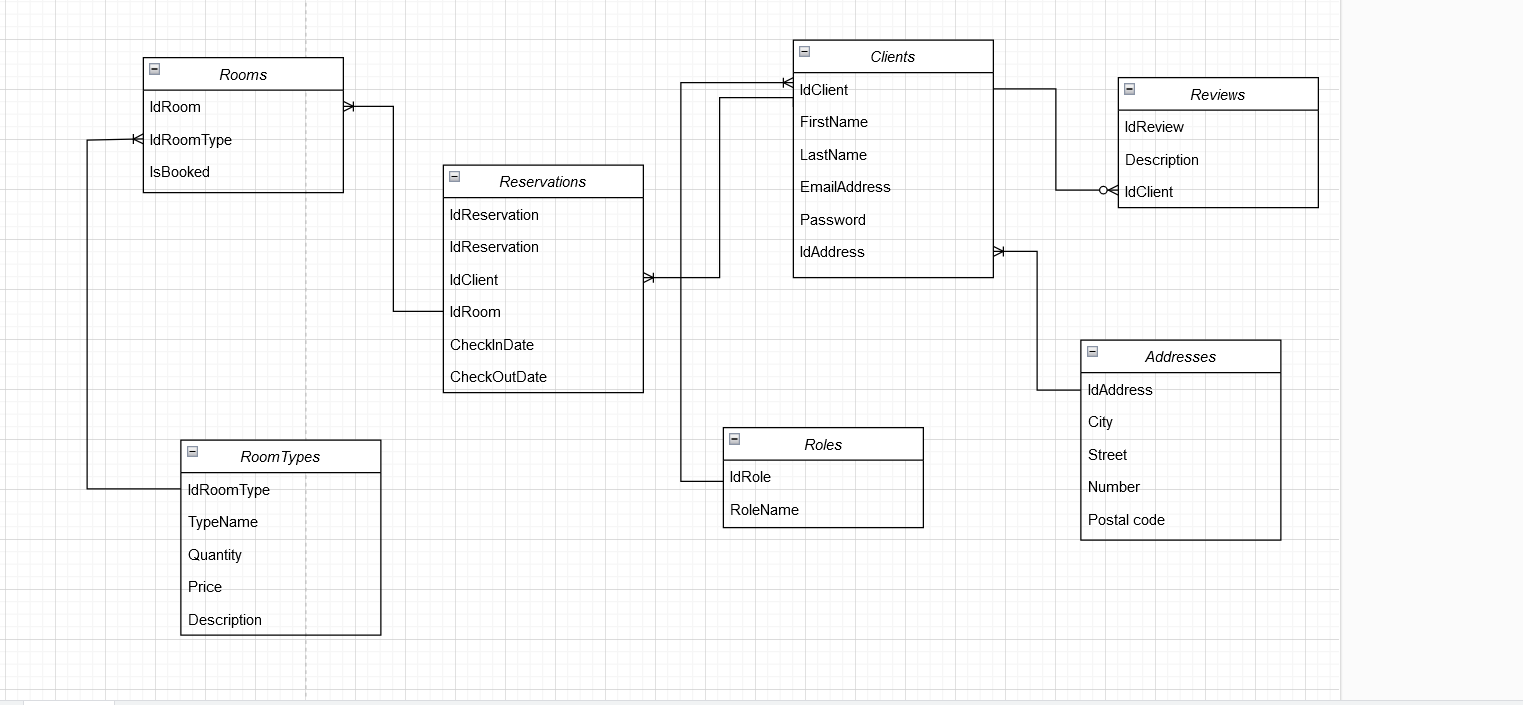 Rooms
IdRoom
IdRoomType
IsBooked
Reservations
IdReservation
IdReservation
IdClient
IdRoom
CheckInDate
CheckOutDate
Clients
IdClient
FirstName
LastName
EmailAddress
Password
IdAddress
Reviews
IdReview
Description
IdClient
RoomTypes
IdRoomType
TypeName
Quantity
Price
Description
Roles
IdRole
RoleName
Addresses
IdAddress
City
Street
Number
Postal code